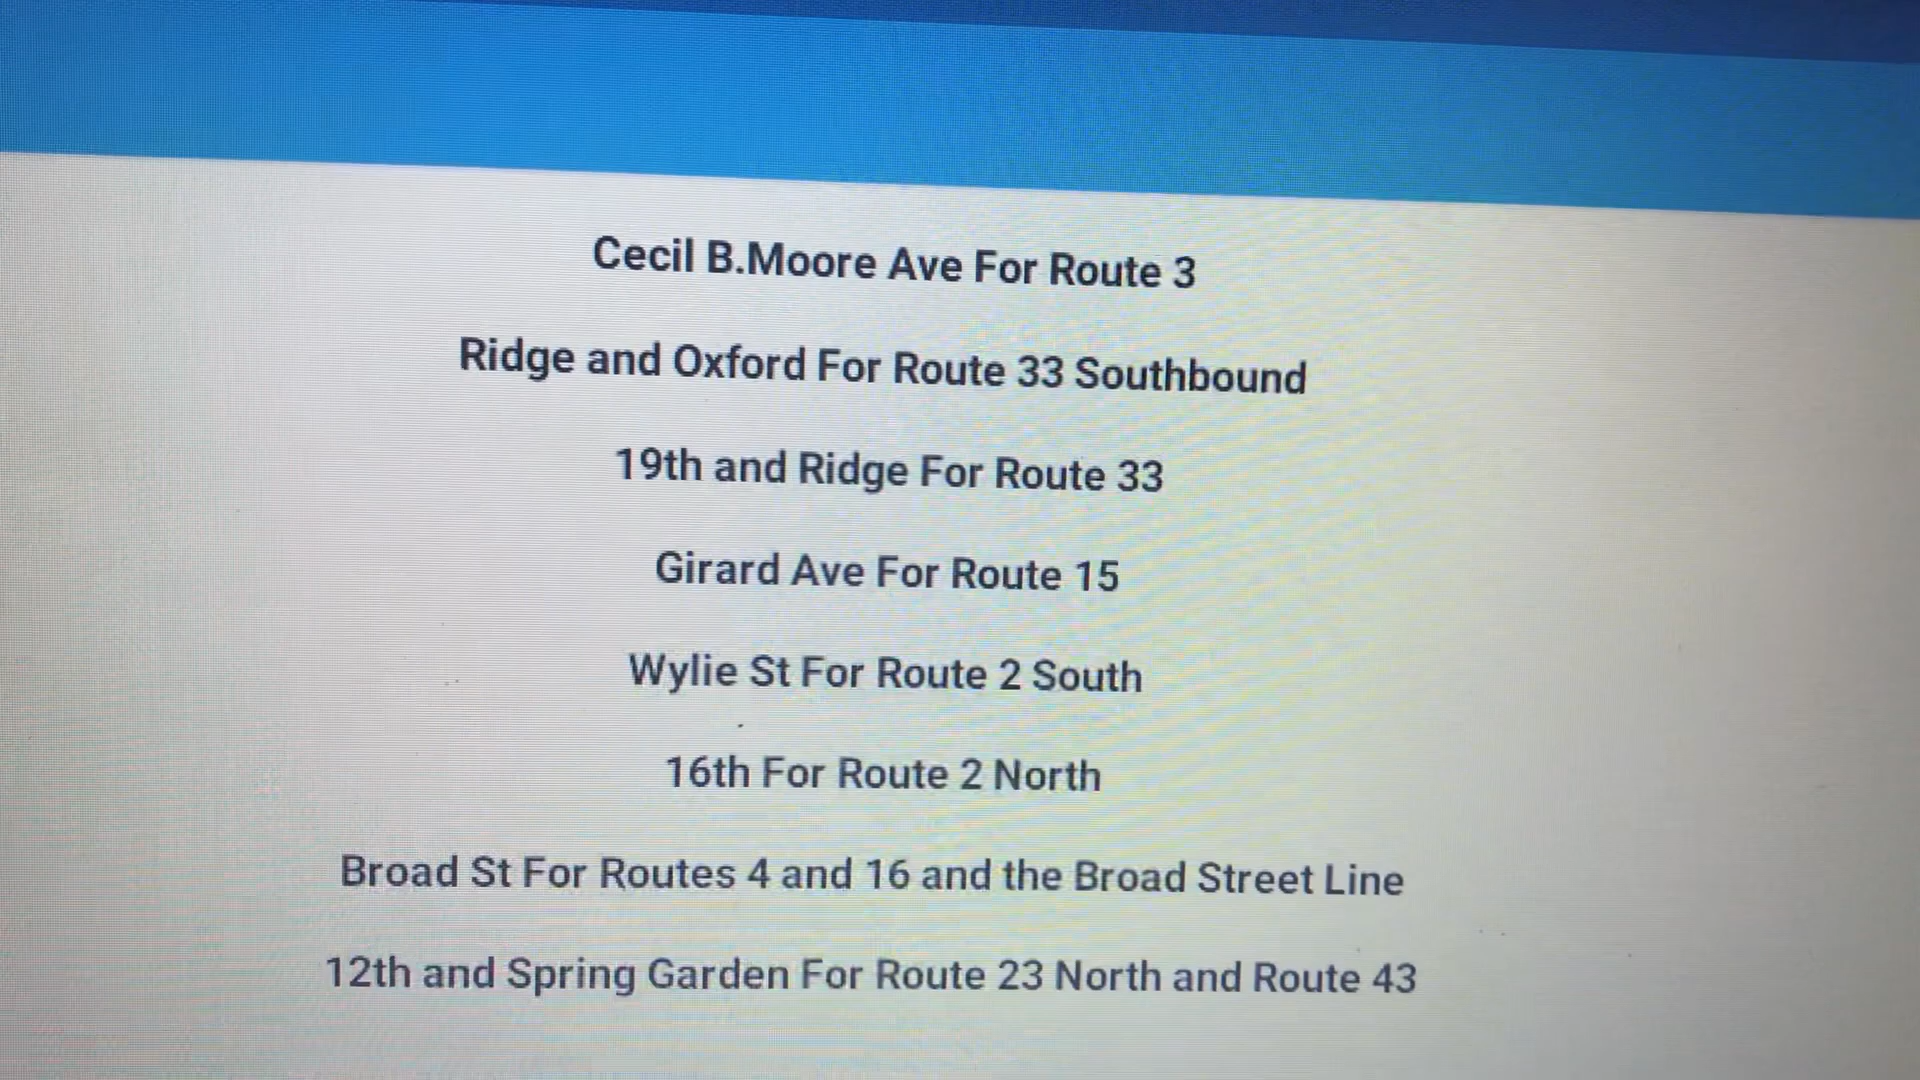 Cecil B.Moore Ave For Route 3
Ridge and Oxford For Route 33 Southbound
19th and Ridge For Route 33
Girard Ave For Route 15
Wylie St For Route 2 South
16th For Route 2 North
Broad St For Routes 4 and 16 and the Broad Street Line
12th and Spring Garden For Route 23 North and Route 43